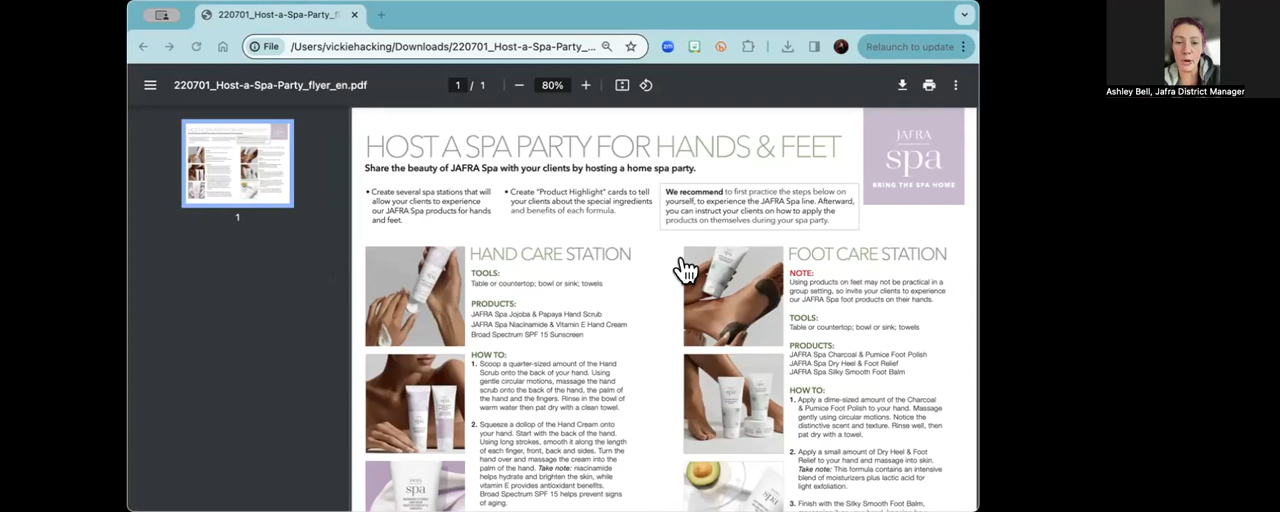 220701_Host-a-Spa-Party_fl
File
/Users/vickiehacking/Downloads/220701_Host-a-Spa-Party_...
Relaunch to update
Ashley Bell, Jafra District Manager
220701_Host-a-Spa-Party_flyer_en.pdf
1 / 1
80%
1
HOST A SPA PARTY FOR HANDS & FEET
Share the beauty of JAFRA Spa with your clients by hosting a home spa party.
JAFRA
spa
BRING THE SPA HOME
• Create several spa stations that will
allow your clients to experience
our JAFRA Spa products for hands
and feet.
• Create "Product Highlight" cards to tell
your clients about the special ingredients
and benefits of each formula.
We recommend to first practice the steps below on
yourself, to experience the JAFRA Spa line. Afterward,
you can instruct your clients on how to apply the
products on themselves during your spa party.
HAND CARE STATION
TOOLS:
Table or countertop; bowl or sink; towels
PRODUCTS:
JAFRA Spa Jojoba & Papaya Hand Scrub
JAFRA Spa Niacinamide & Vitamin E Hand Cream
Broad Spectrum SPF 15 Sunscreen
HOW TO:
1. Scoop a quarter-sized amount of the Hand
Scrub onto the back of your hand. Using
gentle circular motions, massage the hand
scrub onto the back of the hand, the palm of
the hand and the fingers. Rinse in the bowl of
warm water then pat dry with a clean towel.
2. Squeeze a dollop of the Hand Cream onto
your hand. Start with the back of the hand.
Using long strokes, smooth it along the length
of each finger, front, back and sides. Turn the
hand over and massage the cream into the
palm of the hand. Take note: niacinamide
helps hydrate and brighten the skin, while
vitamin E provides antioxidant benefits.
Broad Spectrum SPF 15 helps prevent signs
of aging.
spa
FOOT CARE STATION
NOTE:
Using products on feet may not be practical in a
group setting, so invite your clients to experience
our JAFRA Spa foot products on their hands.
TOOLS:
Table or countertop; bowl or sink; towels
PRODUCTS:
JAFRA Spa Charcoal & Pumice Foot Polish
JAFRA Spa Dry Heel & Foot Relief
JAFRA Spa Silky Smooth Foot Balm
HOW TO:
1. Apply a dime-sized amount of the Charcoal
& Pumice Foot Polish to your hand. Massage
gently using circular motions. Notice the
distinctive scent and texture. Rinse well, then
pat dry with a towel.
2. Apply a small amount of Dry Heel & Foot
Relief to your hand and massage into skin.
Take note: This formula contains an intensive
blend of moisturizers plus lactic acid for
light exfoliation.
3. Finish with the Silky Smooth Foot Balm,